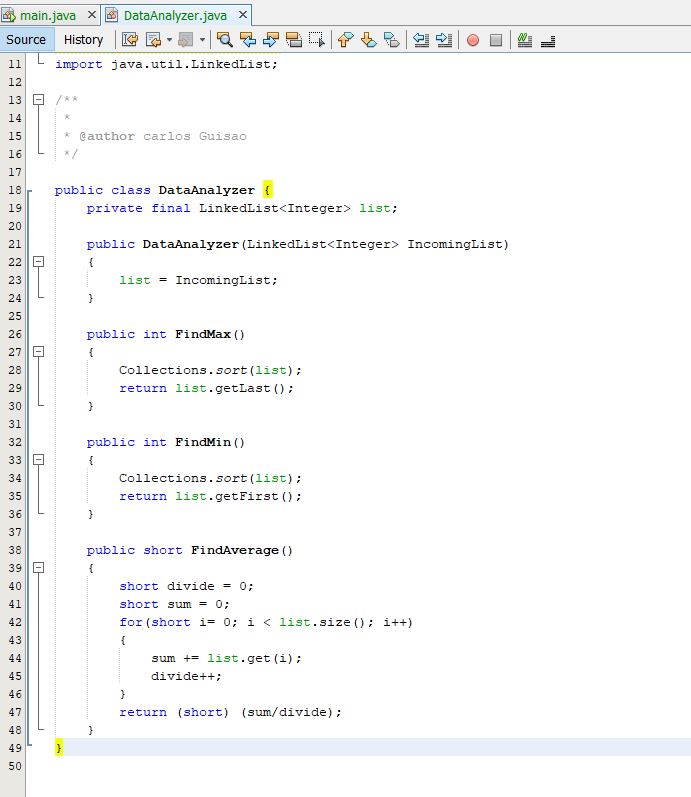 main.java × DataAnalyzer.java ×
Source History
11 import java.util.LinkedList;
12
13 /**
14  *
15  * @author carlos Guisao
16  */
17
18 public class DataAnalyzer {
19     private final LinkedList<Integer> list;
20
21     public DataAnalyzer(LinkedList<Integer> IncomingList)
22     {
23         list = IncomingList;
24     }
25
26     public int FindMax()
27     {
28         Collections.sort(list);
29         return list.getLast();
30     }
31
32     public int FindMin()
33     {
34         Collections.sort(list);
35         return list.getFirst();
36     }
37
38     public short FindAverage()
39     {
40         short divide = 0;
41         short sum = 0;
42         for(short i= 0; i < list.size(); i++)
43         {
44             sum += list.get(i);
45             divide++;
46         }
47         return (short) (sum/divide);
48     }
49 }
50